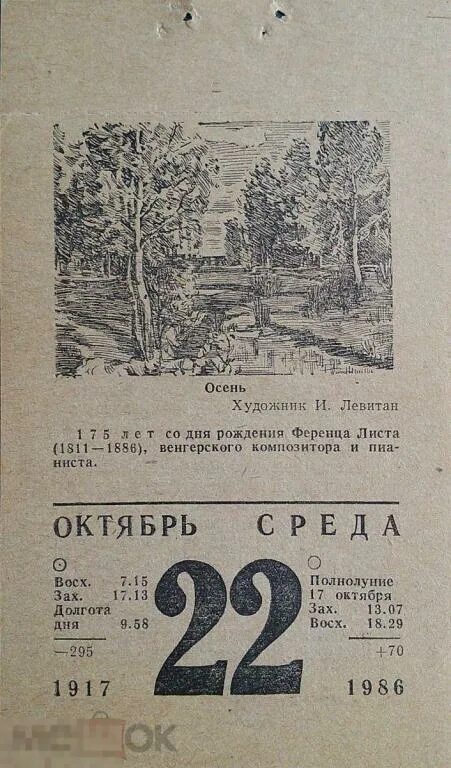 Осень
Художник И. Левитан
175 лет со дня рождения Ференца Листа
(1811—1886), венгерского композитора и пиа-
ниста.
ОКТЯБРЬ СРЕДА
22
Восх. 7.15
Зах. 17.13
Долгота
дня 9.58
—295
1917
Полнолуние
17 октября
Зах. 13.07
Восх. 18.29
+70
1986
мешок